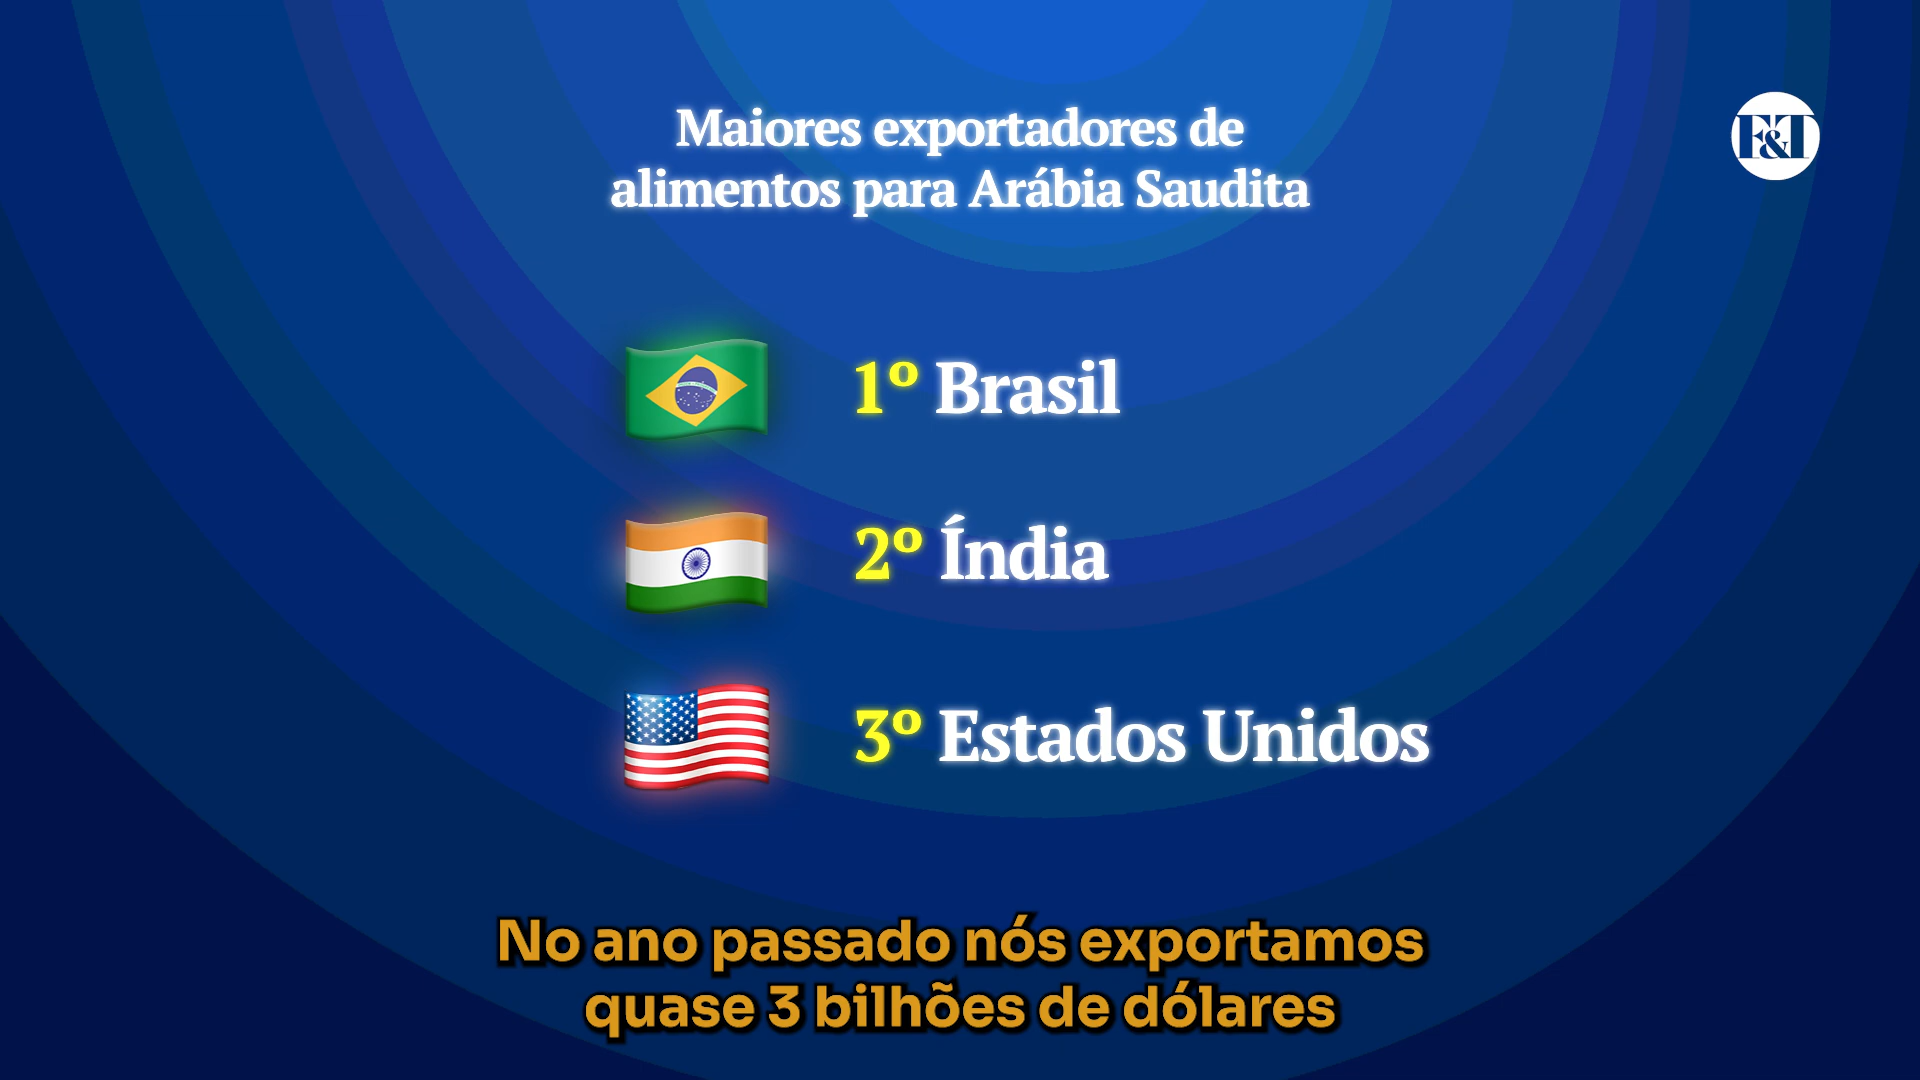 Maiores exportadores de
alimentos para Arábia Saudita
F&T
1º Brasil
2º Índia
3º Estados Unidos
No ano passado nós exportamos
quase 3 bilhões de dólares